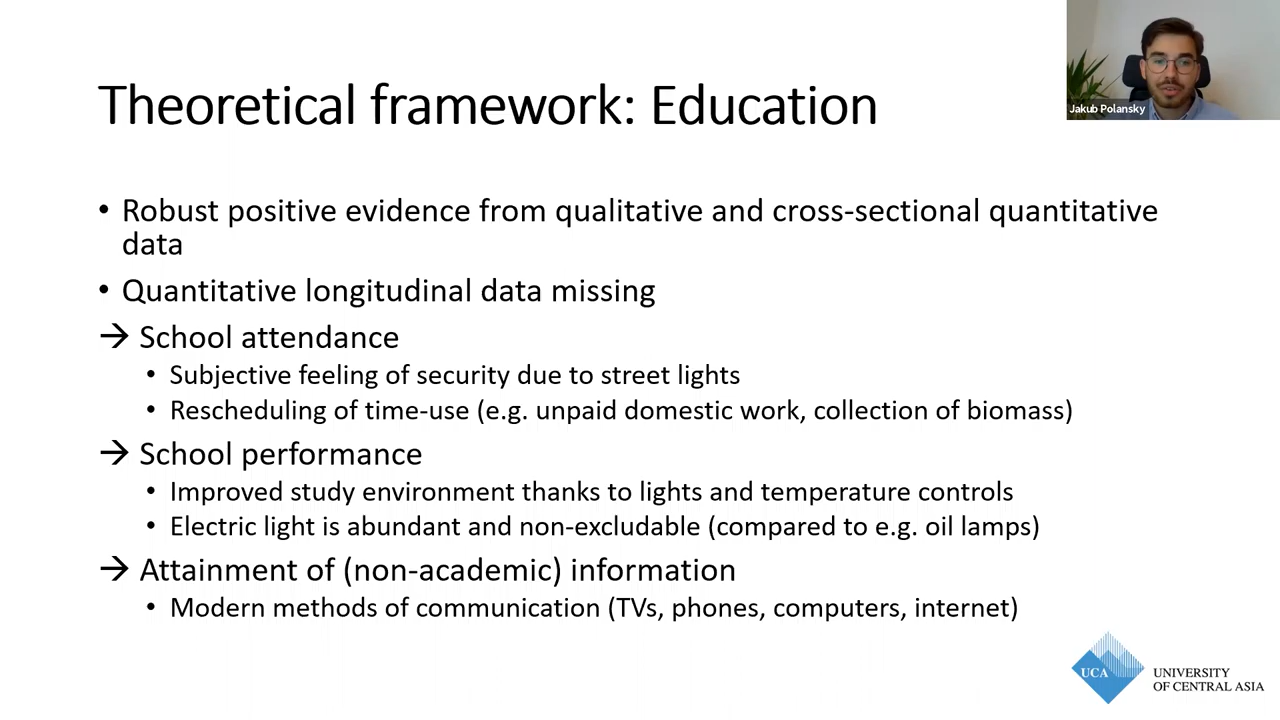 Theoretical framework: Education
Jakub Polansky
• Robust positive evidence from qualitative and cross-sectional quantitative
data
• Quantitative longitudinal data missing
→ School attendance
• Subjective feeling of security due to street lights
• Rescheduling of time-use (e.g. unpaid domestic work, collection of biomass)
→ School performance
• Improved study environment thanks to lights and temperature controls
• Electric light is abundant and non-excludable (compared to e.g. oil lamps)
→ Attainment of (non-academic) information
• Modern methods of communication (TVs, phones, computers, internet)
UCA
UNIVERSITY
OF CENTRAL ASIA